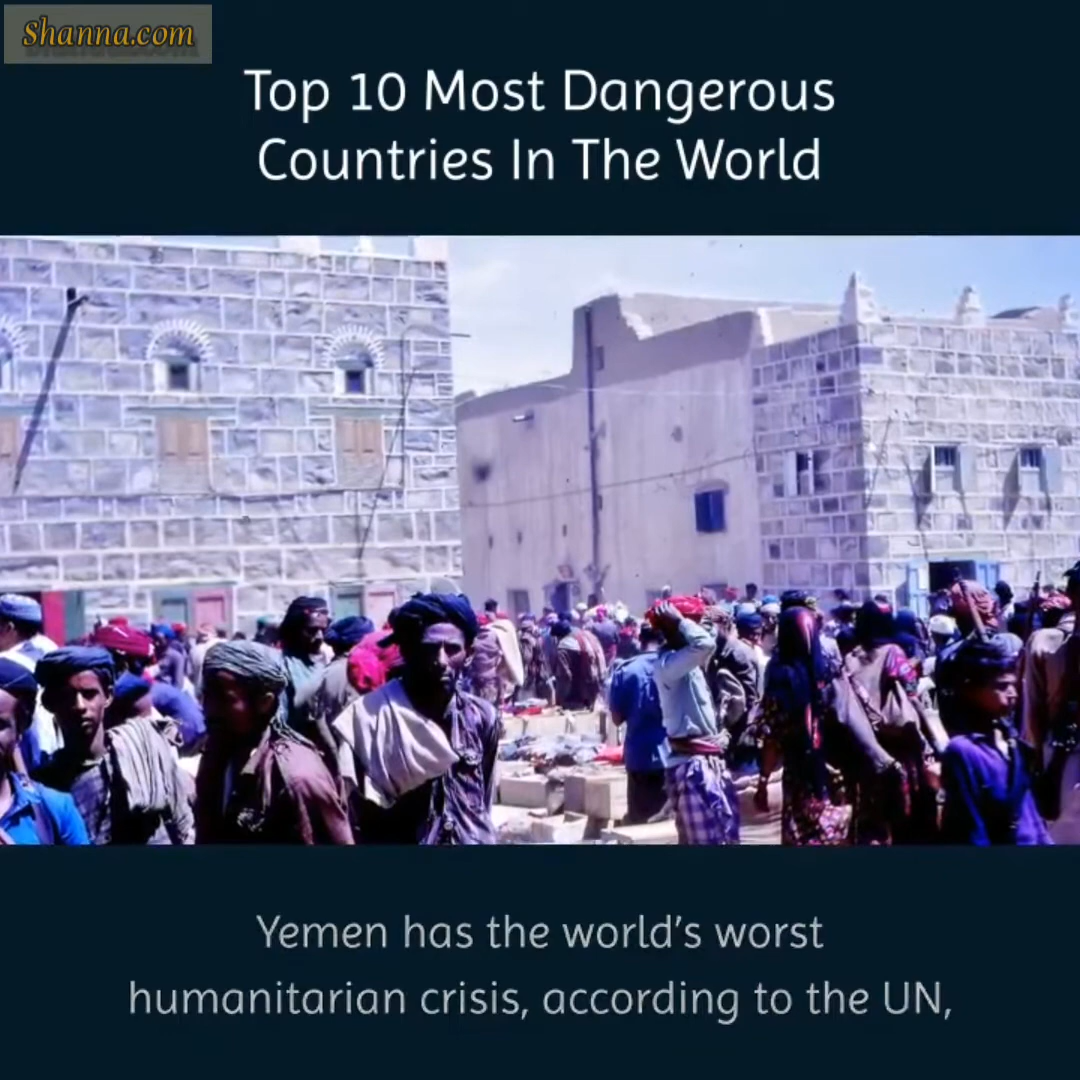 Shanna.com
Top 10 Most Dangerous
Countries In The World
Yemen has the world's worst
humanitarian crisis, according to the UN,